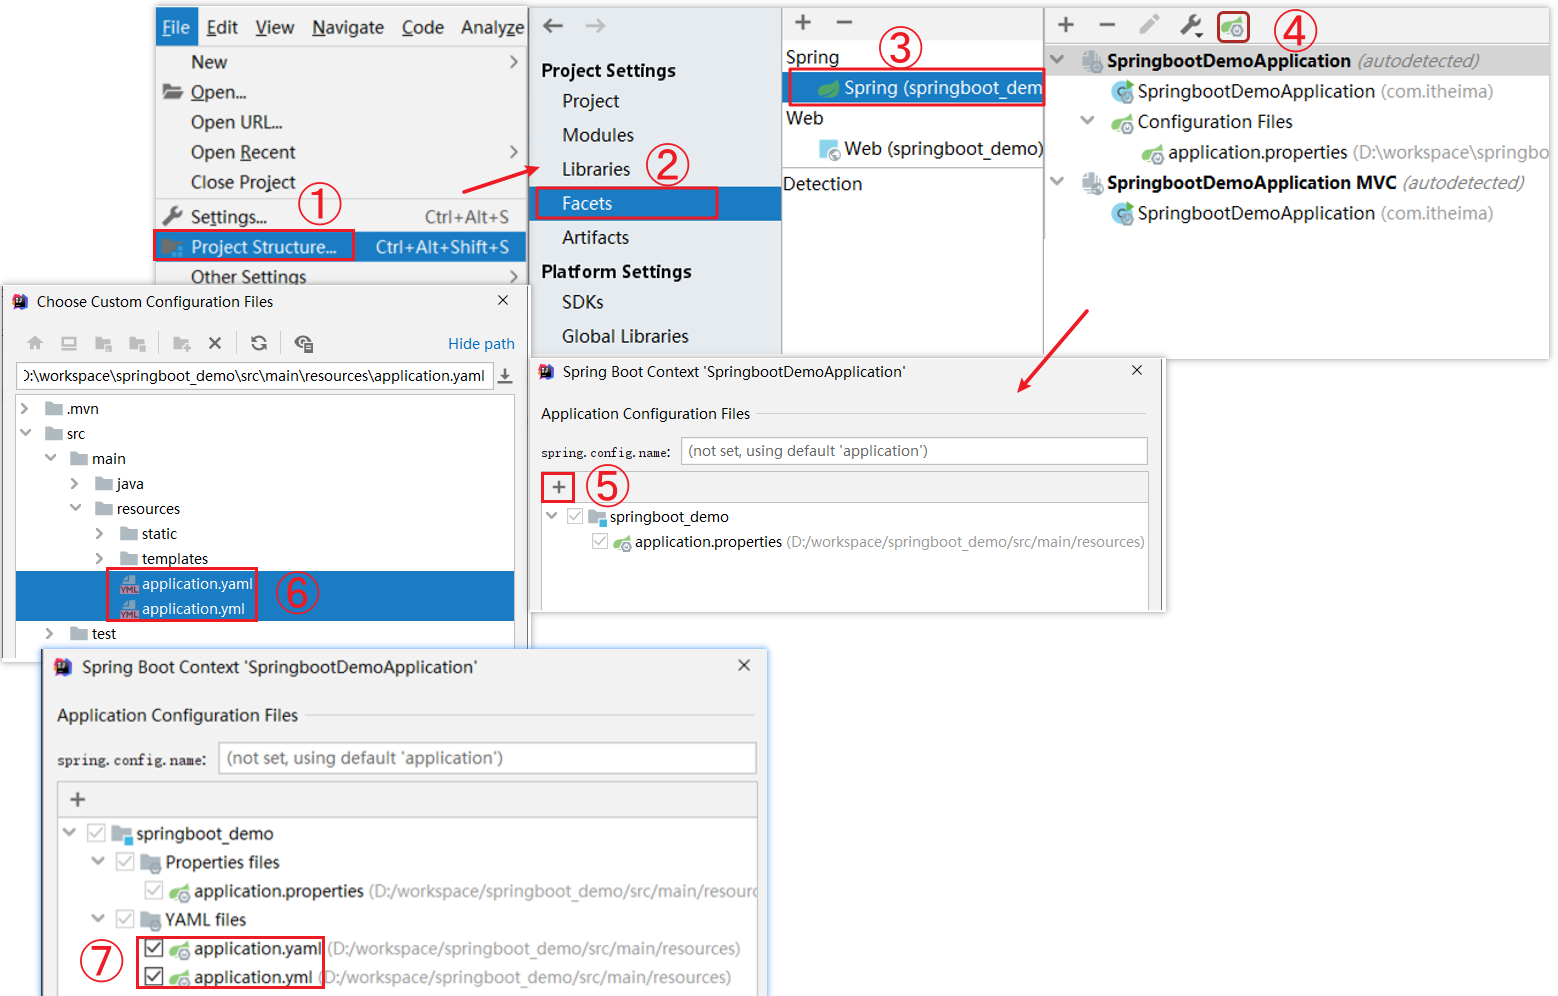 File Edit View Navigate Code Analyze
New
Open...
Open URL...
Open Recent
Close Project
①
Settings... Ctrl+Alt+S
Project Structure... Ctrl+Alt+Shift+S
Other Settings
Project Settings
Project
Modules
Libraries
②
Facets
Artifacts
Platform Settings
SDKs
Global Libraries
③
Spring
Spring (springboot_dem
Web
Web (springboot_demo)
Detection
④
SpringbootDemoApplication (autodetected)
SpringbootDemoApplication (com.itheima)
Configuration Files
application.properties (D:\workspace\springbo
SpringbootDemoApplication MVC (autodetected)
SpringbootDemoApplication (com.itheima)
Spring Boot Context 'SpringbootDemoApplication'
Application Configuration Files
spring.config.name: (not set, using default 'application')
+ ⑤
springboot_demo
application.properties (D:/workspace/springboot_demo/src/main/resources)
Choose Custom Configuration Files
Hide path
D:\workspace\springboot_demo\src\main\resources\application.yaml
.mvn
src
main
java
resources
static
templates
application.yaml
⑥
application.yml
test
Spring Boot Context 'SpringbootDemoApplication'
Application Configuration Files
spring.config.name: (not set, using default 'application')
+
springboot_demo
Properties files
application.properties (D:/workspace/springboot_demo/src/main/resourc
YAML files
⑦
application.yaml (D:/workspace/springboot_demo/src/main/resources)
application.yml (D:/workspace/springboot_demo/src/main/resources)